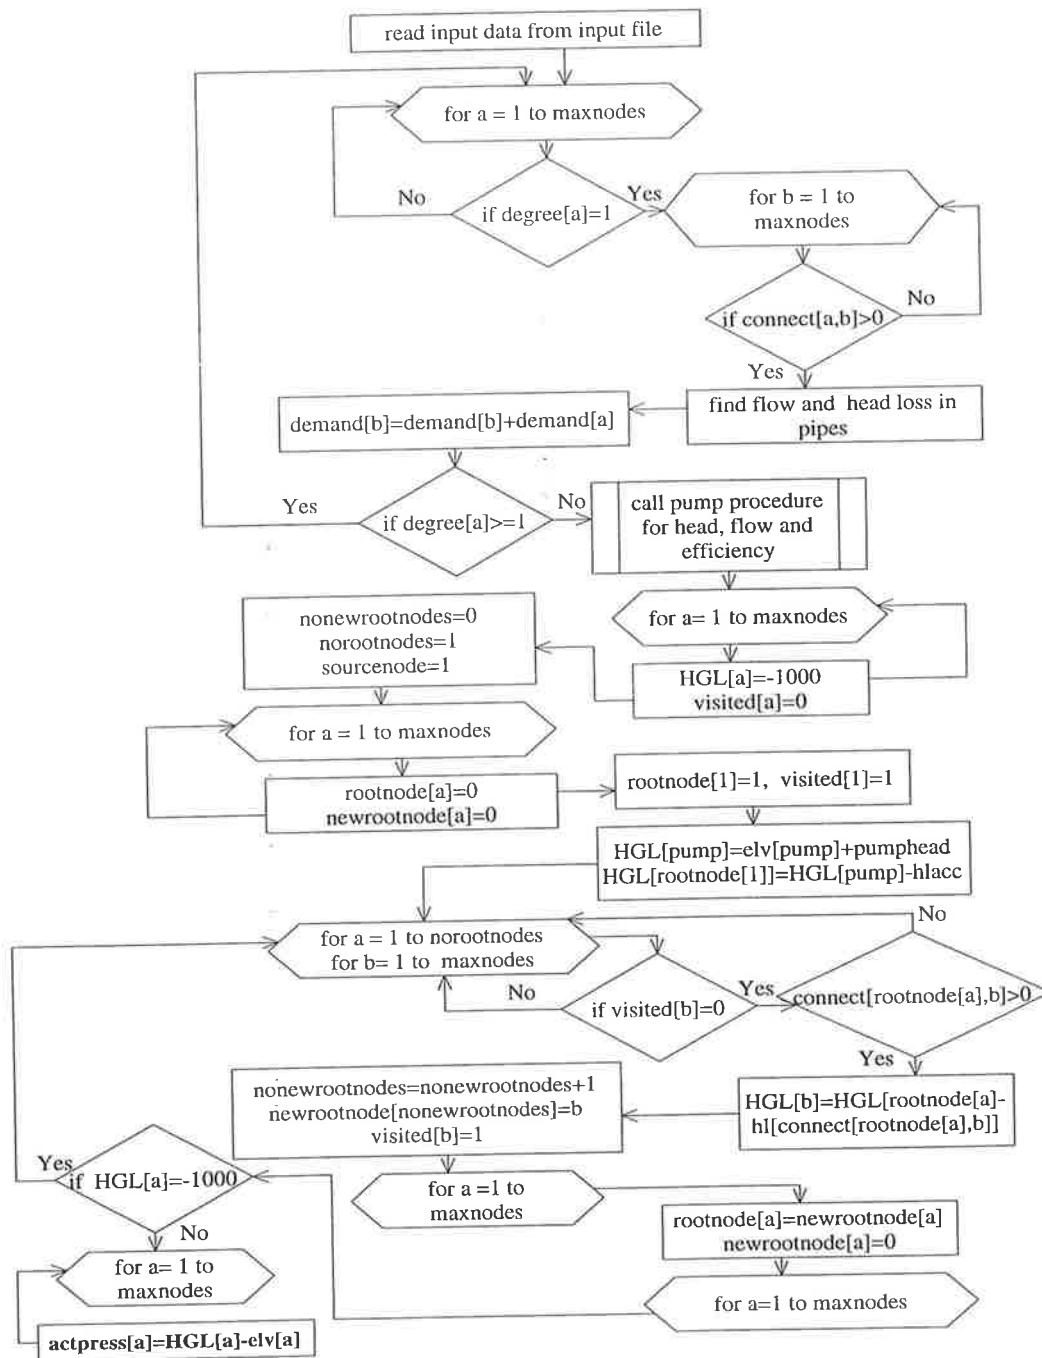 read input data from input file
for a = 1 to maxnodes
No
if degree[a]=1
Yes
for b = 1 to
maxnodes
if connect[a,b]>0
No
Yes
find flow and head loss in
pipes
demand[b]=demand[b]+demand[a]
Yes
if degree[a]>=1
No
call pump procedure
for head, flow and
efficiency
for a= 1 to maxnodes
HGL[a]=-1000
visited[a]=0
nonewrootnodes=0
norootnodes=1
sourcenode=1
for a = 1 to maxnodes
rootnode[a]=0
newrootnode[a]=0
rootnode[1]=1, visited[1]=1
HGL[pump]=elv[pump]+pumphead
HGL[rootnode[1]]=HGL[pump]-hlacc
for a = 1 to norootnodes
for b= 1 to maxnodes
No
if visited[b]=0
Yes
connect[rootnode[a],b]>0
No
Yes
HGL[b]=HGL[rootnode[a]-
hl[connect[rootnode[a],b]]
nonewrootnodes=nonewrootnodes+1
newrootnode[nonewrootnodes]=b
visited[b]=1
for a =1 to
maxnodes
rootnode[a]=newrootnode[a]
newrootnode[a]=0
for a=1 to maxnodes
Yes
if HGL[a]=-1000
No
for a= 1 to
maxnodes
actpress[a]=HGL[a]-elv[a]